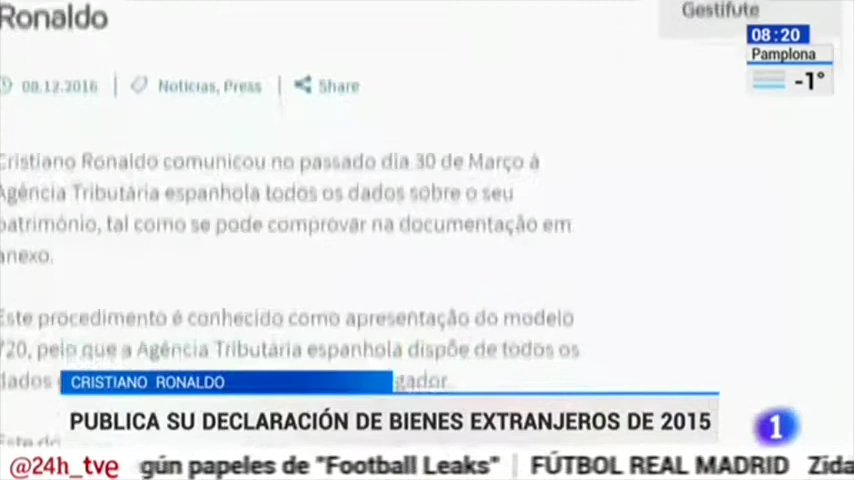 Ronaldo
Gestifute
08:20
Pamplona
-1°
08.12.2016 | Notícias, Press | Share
Cristiano Ronaldo comunicou no passado dia 30 de Março à
Agência Tributária espanhola todos os dados sobre o seu
património, tal como se pode comprovar na documentação em
anexo.
Este procedimento é conhecido como apresentação do modelo
720, pelo que a Agência Tributária espanhola dispõe de todos os
dados
gador.
CRISTIANO RONALDO
PUBLICA SU DECLARACIÓN DE BIENES EXTRANJEROS DE 2015
1
@24h_tve gún papeles de "Football Leaks" | FÚTBOL REAL MADRID Zida